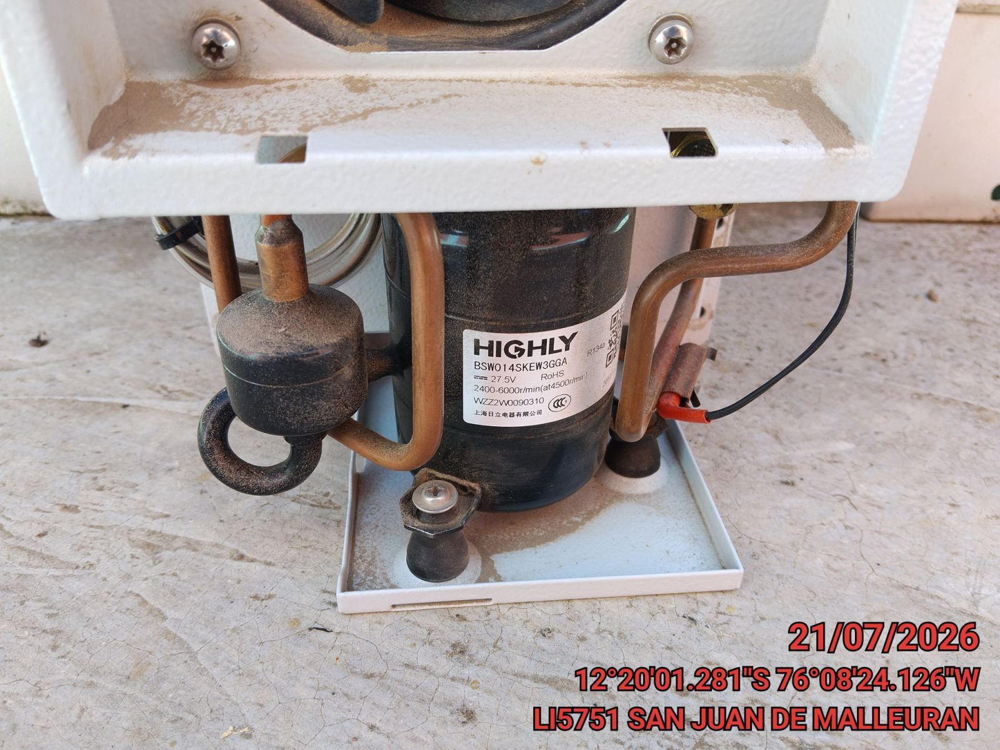 HIGHLY
BSW014SKEW3GGA
R134a
27.5V RoHS
2400-6000r/min(at4500r/min)
WZZ2W0090310
上海日立电器有限公司
21/07/2026
12°20'01.281"S 76°08'24.126"W
LI5751 SAN JUAN DE MALLEURAN